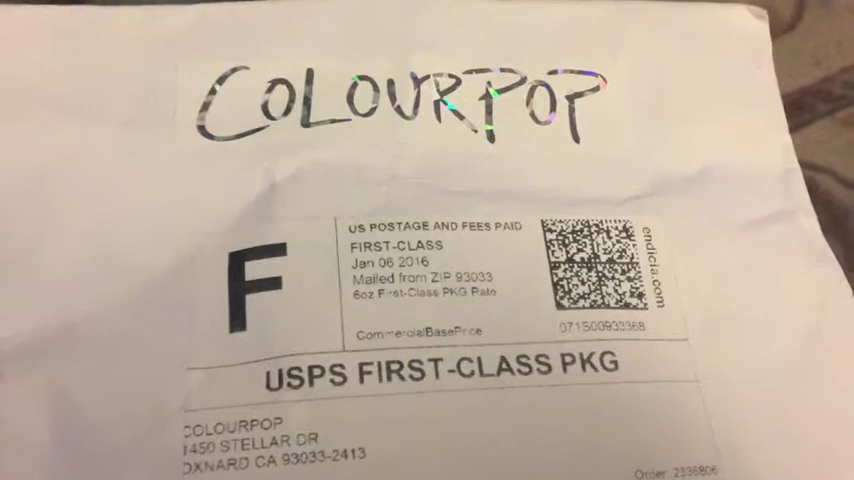 COLOURPOP
F
US POSTAGE AND FEES PAID
FIRST-CLASS
Jan 06 2016
Mailed from ZIP 93033
6oz First-Class PKG Rate
CommercialBasePrice
endicia.com
071S00933368
USPS FIRST-CLASS PKG
COLOURPOP
1450 STELLAR DR
OXNARD CA 93033-2413
Order: 2336806